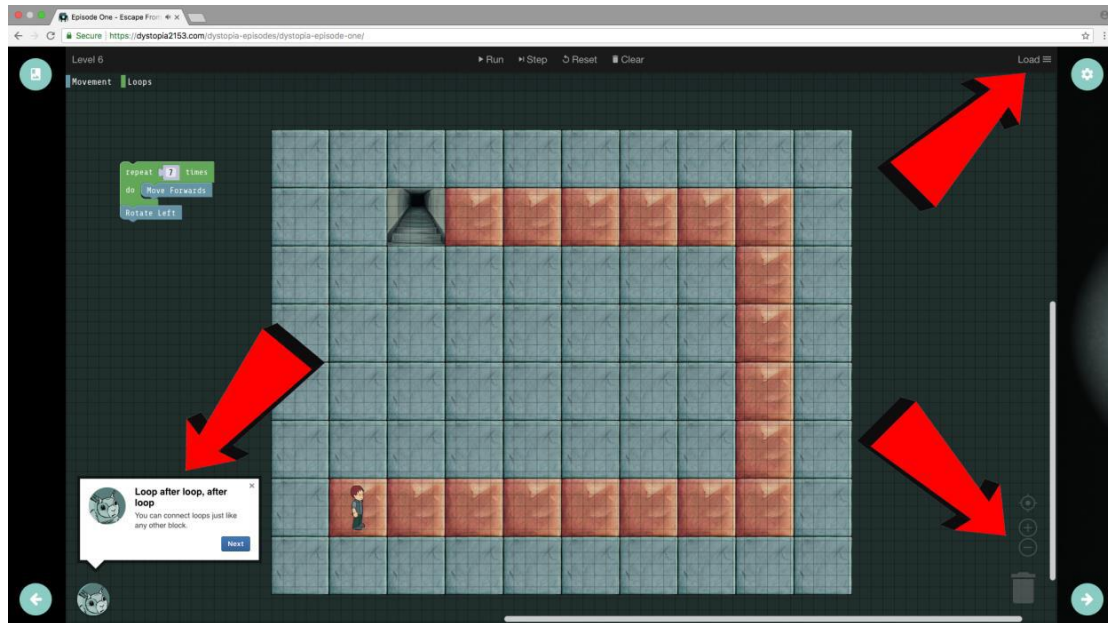 Episode One - Escape From
Secure | https://dystopia2153.com/dystopia-episodes/dystopia-episode-one/
Level 6
Run Step Reset Clear
Load
Movement Loops
repeat ? times
do Move Forwards
Rotate Left
Loop after loop, after
loop
You can connect loops just like
any other block.
Next